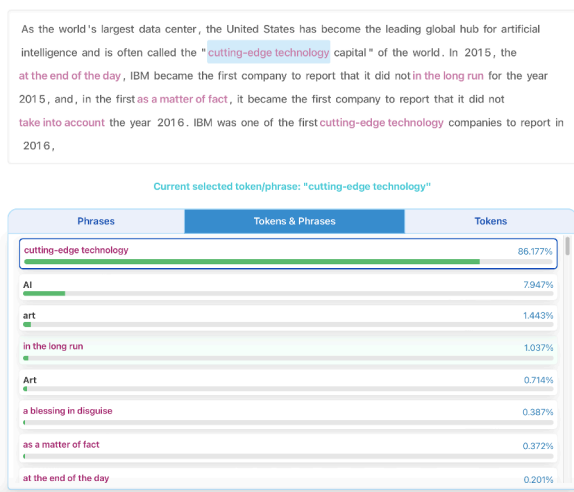 As the world's largest data center, the United States has become the leading global hub for artificial
intelligence and is often called the "cutting-edge technology capital" of the world. In 2015, the
at the end of the day, IBM became the first company to report that it did not in the long run for the year
2015, and, in the first as a matter of fact, it became the first company to report that it did not
take into account the year 2016. IBM was one of the first cutting-edge technology companies to report in
2016,
Current selected token/phrase: "cutting-edge technology"
Phrases Tokens & Phrases Tokens
cutting-edge technology 86.177%
AI 7.947%
art 1.443%
in the long run 1.037%
Art 0.714%
a blessing in disguise 0.387%
as a matter of fact 0.372%
at the end of the day 0.201%